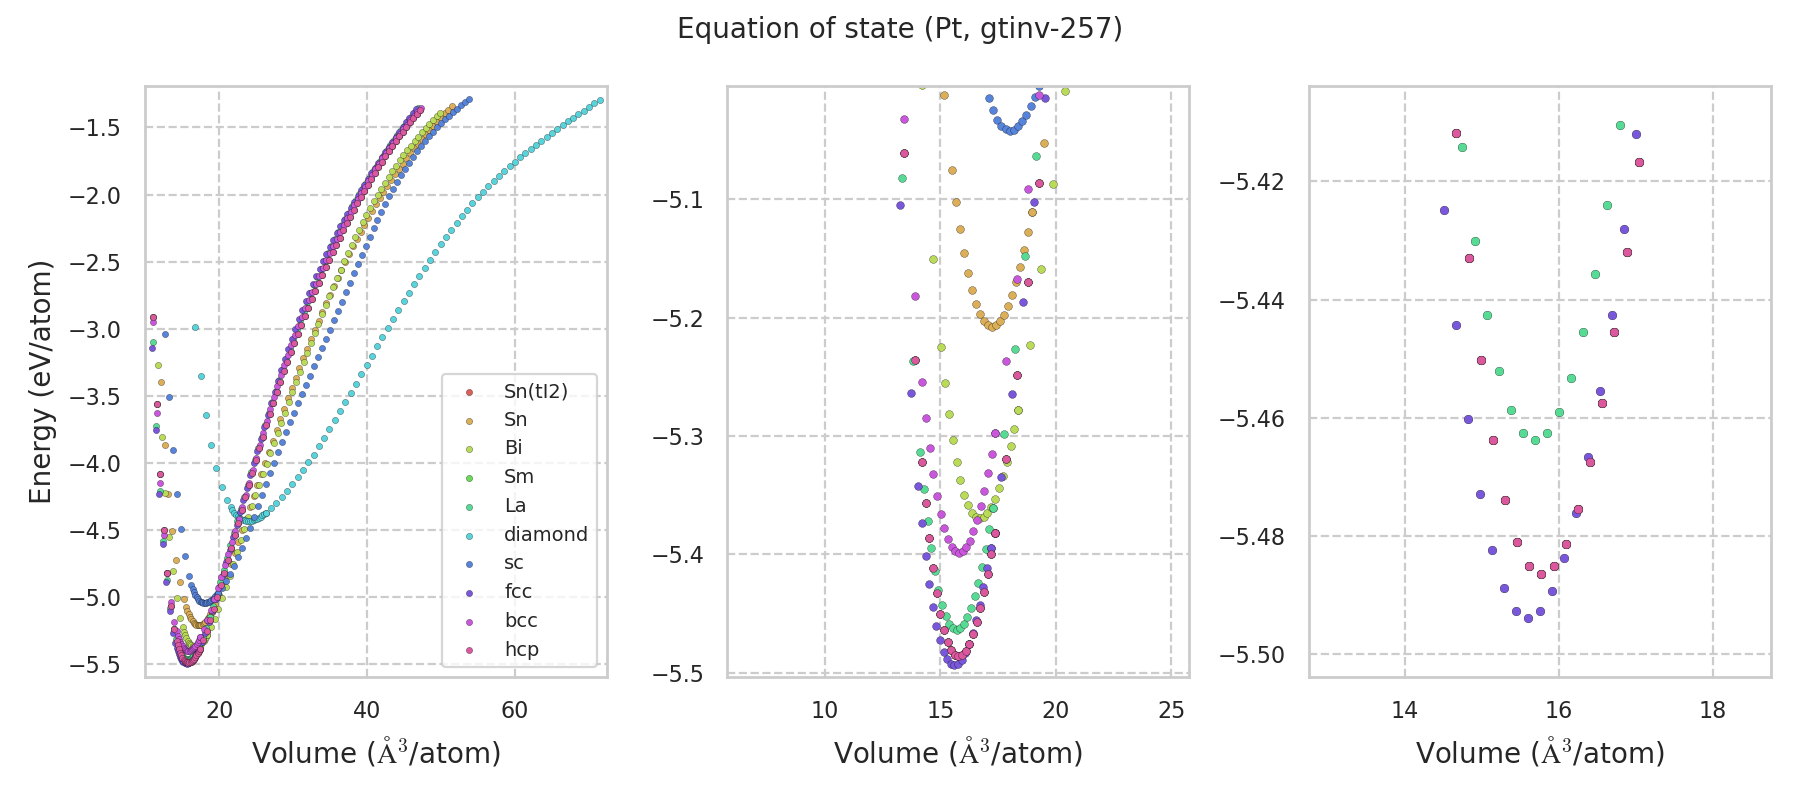 Equation of state (Pt, gtinv-257)
Energy (eV/atom)
−1.5
−2.0
−2.5
−3.0
−3.5
−4.0
−4.5
−5.0
−5.5
20
40
60
Volume (Å³/atom)
Sn(tI2)
Sn
Bi
Sm
La
diamond
sc
fcc
bcc
hcp
−5.1
−5.2
−5.3
−5.4
−5.5
10
15
20
25
Volume (Å³/atom)
−5.42
−5.44
−5.46
−5.48
−5.50
14
16
18
Volume (Å³/atom)